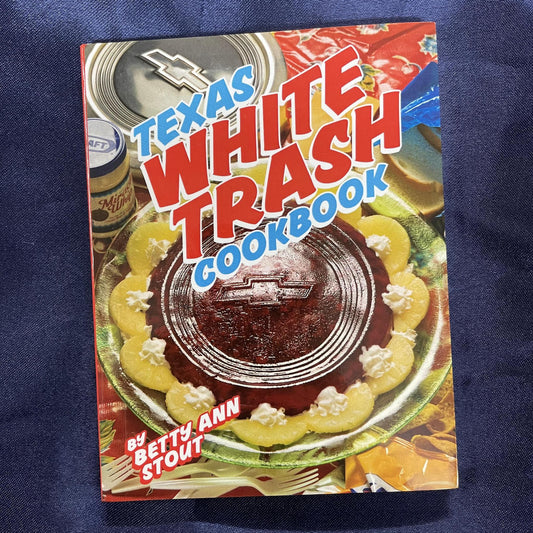 TEXAS
WHITE
TRASH
COOKBOOK
BY
BETTY ANN
STOUT